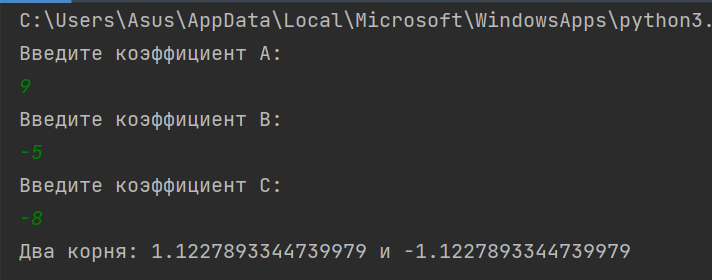 C:\Users\Asus\AppData\Local\Microsoft\WindowsApps\python3.
Введите коэффициент A:
9
Введите коэффициент B:
-5
Введите коэффициент C:
-8
Два корня: 1.1227893344739979 и -1.1227893344739979